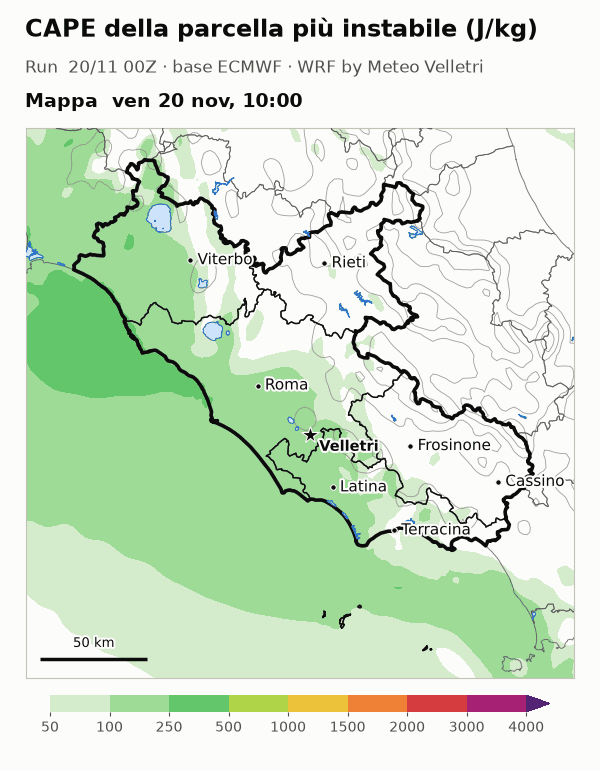 CAPE della parcella più instabile (J/kg)
Run  20/11 00Z · base ECMWF · WRF by Meteo Velletri
Mappa  ven 20 nov, 10:00
Viterbo
Rieti
Roma
Velletri
Frosinone
Latina
Cassino
Terracina
50 km
50 100 250 500 1000 1500 2000 3000 4000